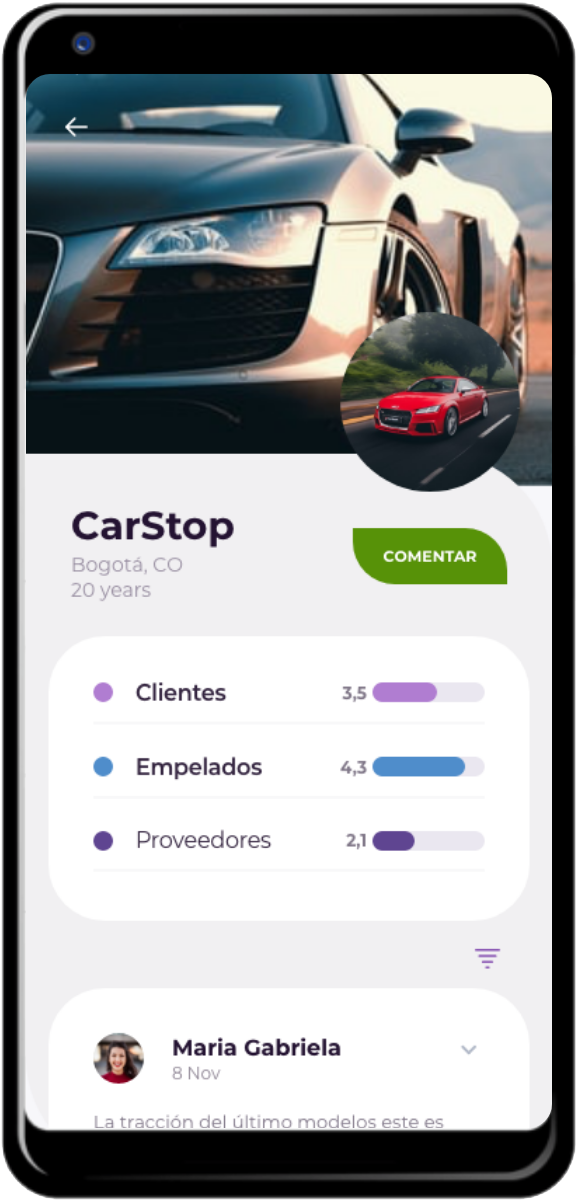 CarStop
Bogotá, CO
20 years
COMENTAR
Clientes 3,5
Empelados 4,3
Proveedores 2,1
Maria Gabriela
8 Nov
La tracción del último modelos este es